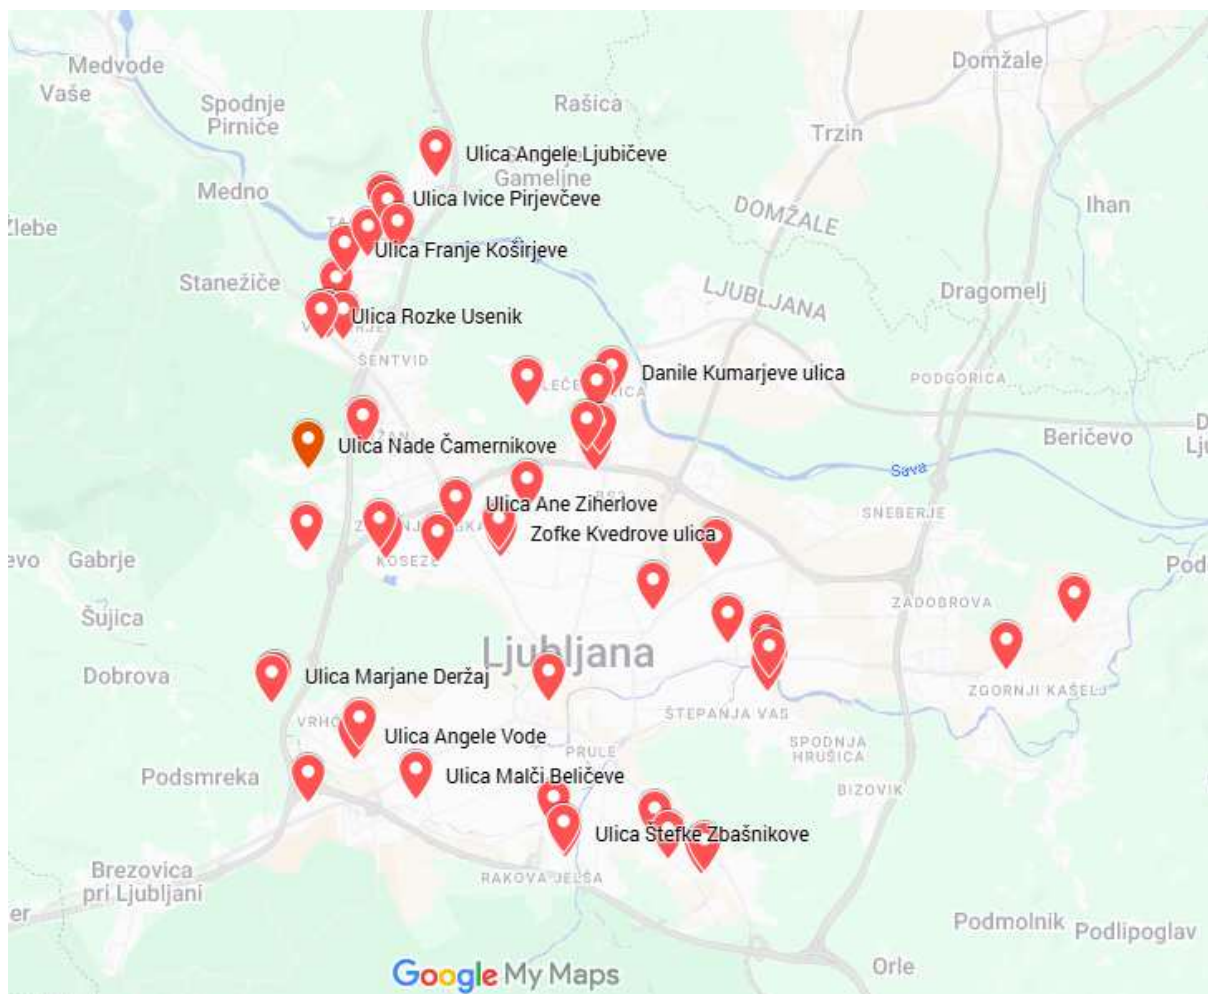 Domžale
Medvode
Vaše
Spodnje
Pirniče
Rašica
Trzin
Ulica Angele Ljubičeve
Gameljne
Medno
Ulica Ivice Pirjevčeve
DOMŽALE
Ihan
Ulica Franje Koširjeve
Stanežiče
LJUBLJANA
Dragomelj
Ulica Rozke Usenik
ŠENTVID
Danile Kumarjeve ulica
PODGORICA
Ulica Nade Čamernikove
Beričevo
Sava
Ulica Ane Ziherlove
SNEBERJE
Zofke Kvedrove ulica
Gabrje
KOSEZE
ZADOBROVA
Šujica
Ljubljana
Dobrova
Ulica Marjane Deržaj
ZGORNJI KAŠELJ
ŠTEPANJA VAS
Ulica Angele Vode
SPODNJA
HRUŠICA
PRULE
Podsmreka
Ulica Malči Beličeve
BIZOVIK
Ulica Štefke Zbašnikove
Brezovica
pri Ljubljani
RAKOVA JELŠA
Podmolnik
Podlipoglav
Orle
Google My Maps